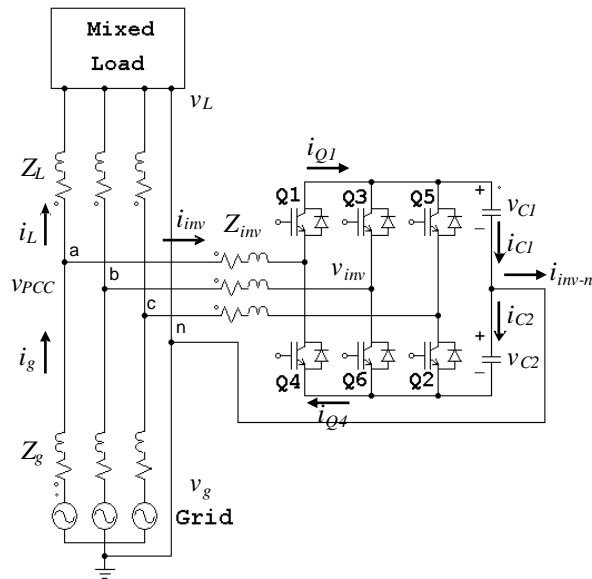 Mixed
Load
vL
ZL
iL
iQ1
Q1 Q3 Q5
+
vC1
−
iinv
Zinv
iC1
a
vPCC
b
vinv
iinv-n
c
n
iC2
ig
+
vC2
−
Q4 Q6 Q2
iQ4
Zg
vg
Grid